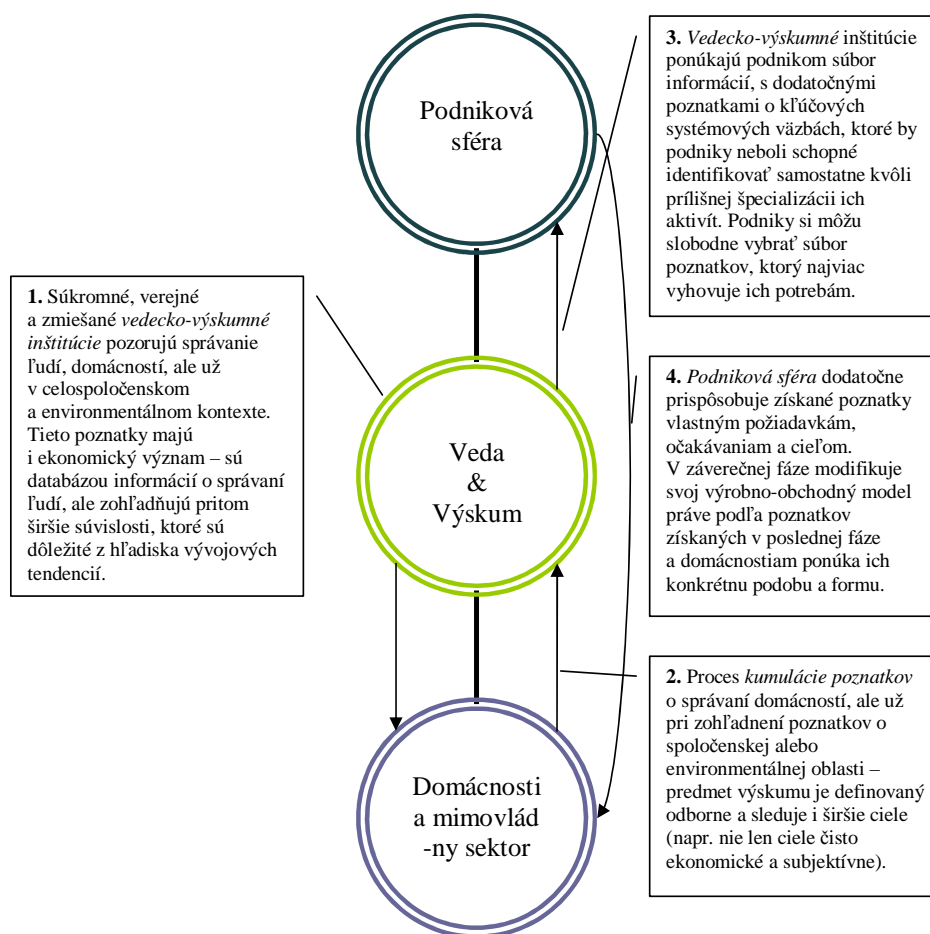 Podniková
sféra
3. Vedecko-výskumné inštitúcie
ponúkajú podnikom súbor
informácií, s dodatočnými
poznatkami o kľúčových
systémových väzbách, ktoré by
podniky neboli schopné
identifikovať samostatne kvôli
prílišnej špecializácii ich
aktivít. Podniky si môžu
slobodne vybrať súbor
poznatkov, ktorý najviac
vyhovuje ich potrebám.
1. Súkromné, verejné
a zmiešané vedecko-výskumné
inštitúcie pozorujú správanie
ľudí, domácností, ale už
v celospoločenskom
a environmentálnom kontexte.
Tieto poznatky majú
i ekonomický význam – sú
databázou informácií o správaní
ľudí, ale zohľadňujú pritom
širšie súvislosti, ktoré sú
dôležité z hľadiska vývojových
tendencií.
Veda
&
Výskum
4. Podniková sféra dodatočne
prispôsobuje získané poznatky
vlastným požiadavkám,
očakávaniam a cieľom.
V záverečnej fáze modifikuje
svoj výrobno-obchodný model
práve podľa poznatkov
získaných v poslednej fáze
a domácnostiam ponúka ich
konkrétnu podobu a formu.
2. Proces kumulácie poznatkov
o správaní domácností, ale už
pri zohľadnení poznatkov o
spoločenskej alebo
environmentálnej oblasti –
predmet výskumu je definovaný
odborne a sleduje i širšie ciele
(napr. nie len ciele čisto
ekonomické a subjektívne).
Domácnosti
a mimovlád
-ny sektor